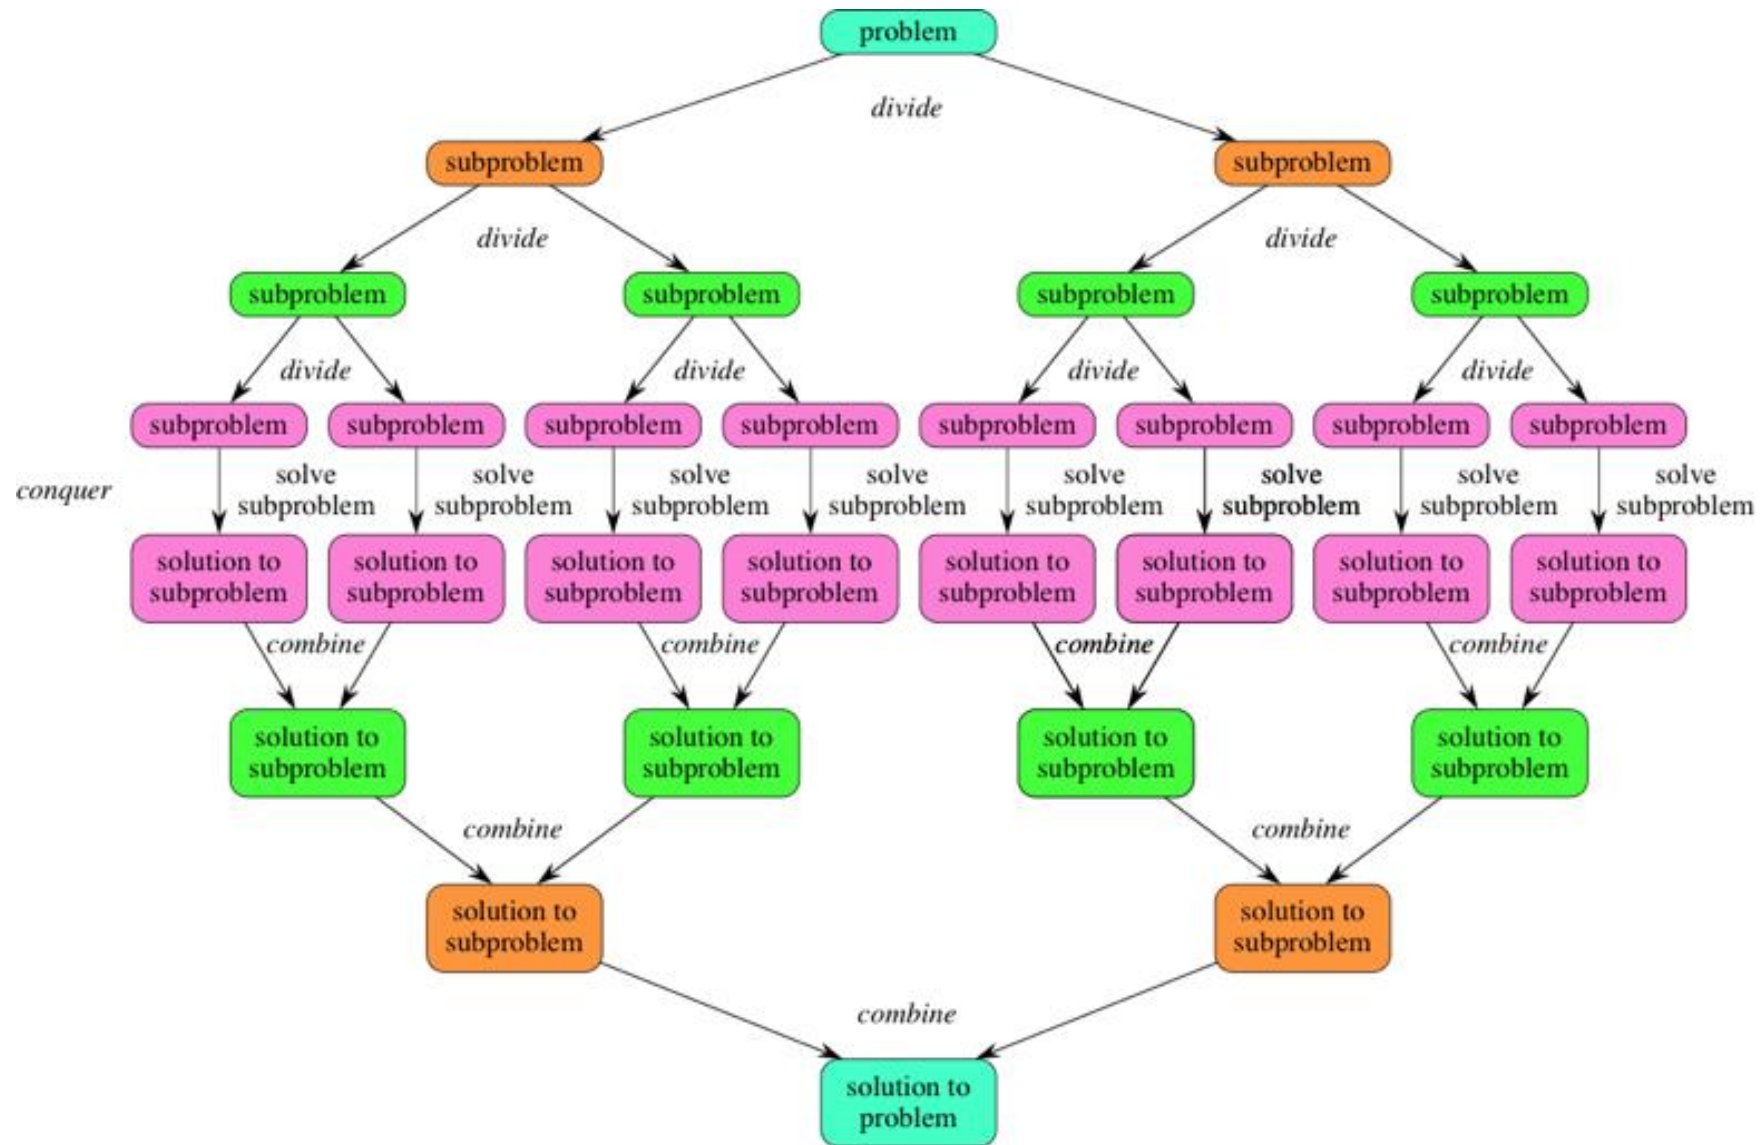 problem
divide
subproblem subproblem
divide divide
subproblem subproblem subproblem subproblem
divide divide divide divide
subproblem subproblem subproblem subproblem subproblem subproblem subproblem subproblem
conquer
solve solve solve solve solve solve solve solve
subproblem subproblem subproblem subproblem subproblem subproblem subproblem subproblem
solution to solution to solution to solution to solution to solution to solution to solution to
subproblem subproblem subproblem subproblem subproblem subproblem subproblem subproblem
combine combine combine combine
solution to solution to solution to solution to
subproblem subproblem subproblem subproblem
combine combine
solution to solution to
subproblem subproblem
combine
solution to
problem